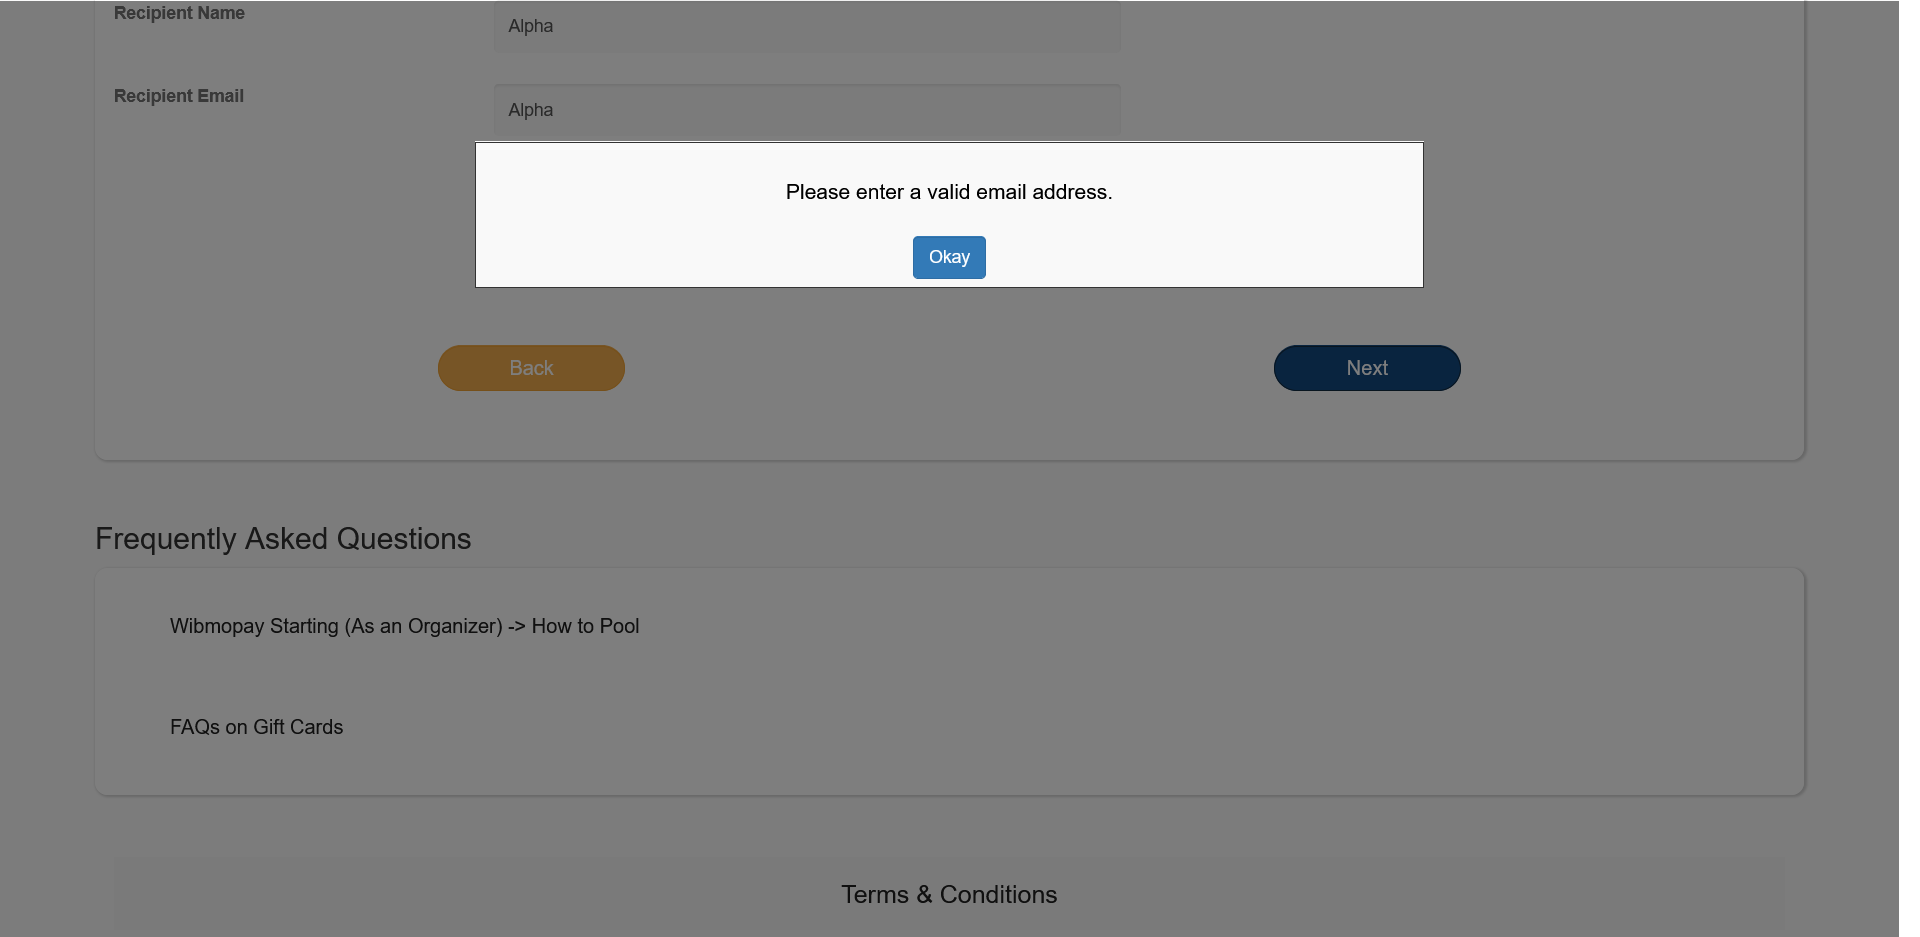 Recipient Name
Alpha
Recipient Email
Alpha
Please enter a valid email address.
Okay
Back
Next
Frequently Asked Questions
Wibmopay Starting (As an Organizer) -> How to Pool
FAQs on Gift Cards
Terms & Conditions